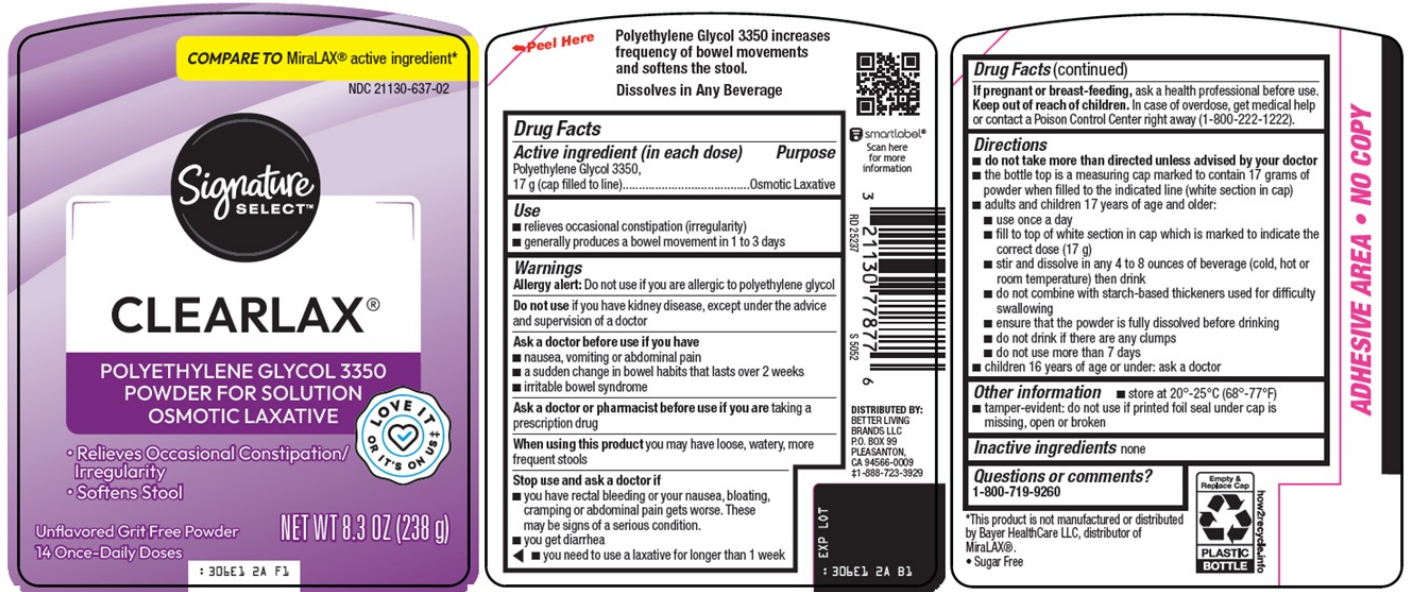 COMPARE TO MiraLAX® active ingredient*
NDC 21130-637-02
Signature
SELECT™
CLEARLAX®
POLYETHYLENE GLYCOL 3350
POWDER FOR SOLUTION
OSMOTIC LAXATIVE
LOVE IT
OR IT'S ON US‡
• Relieves Occasional Constipation/
Irregularity
• Softens Stool
Unflavored Grit Free Powder
14 Once-Daily Doses
NET WT 8.3 OZ (238 g)
: 306E1 2A F1
Peel Here
Polyethylene Glycol 3350 increases
frequency of bowel movements
and softens the stool.
Dissolves in Any Beverage
Drug Facts
Active ingredient (in each dose) Purpose
Polyethylene Glycol 3350,
17 g (cap filled to line)..........................................Osmotic Laxative
Use
■ relieves occasional constipation (irregularity)
■ generally produces a bowel movement in 1 to 3 days
Warnings
Allergy alert: Do not use if you are allergic to polyethylene glycol
Do not use if you have kidney disease, except under the advice
and supervision of a doctor
Ask a doctor before use if you have
■ nausea, vomiting or abdominal pain
■ a sudden change in bowel habits that lasts over 2 weeks
■ irritable bowel syndrome
Ask a doctor or pharmacist before use if you are taking a
prescription drug
When using this product you may have loose, watery, more
frequent stools
Stop use and ask a doctor if
■ you have rectal bleeding or your nausea, bloating,
cramping or abdominal pain gets worse. These
may be signs of a serious condition.
■ you get diarrhea
■ you need to use a laxative for longer than 1 week
smartlabel®
Scan here
for more
information
RD 25237
S 5052
3 21130 77877 6
DISTRIBUTED BY:
BETTER LIVING
BRANDS LLC
P.O. BOX 99
PLEASANTON,
CA 94566-0009
‡1-888-723-3929
EXP LOT
: 306E1 2A B1
Drug Facts (continued)
If pregnant or breast-feeding, ask a health professional before use.
Keep out of reach of children. In case of overdose, get medical help
or contact a Poison Control Center right away (1-800-222-1222).
Directions
■ do not take more than directed unless advised by your doctor
■ the bottle top is a measuring cap marked to contain 17 grams of
powder when filled to the indicated line (white section in cap)
■ adults and children 17 years of age and older:
■ use once a day
■ fill to top of white section in cap which is marked to indicate the
correct dose (17 g)
■ stir and dissolve in any 4 to 8 ounces of beverage (cold, hot or
room temperature) then drink
■ do not combine with starch-based thickeners used for difficulty
swallowing
■ ensure that the powder is fully dissolved before drinking
■ do not drink if there are any clumps
■ do not use more than 7 days
■ children 16 years of age or under: ask a doctor
Other information ■ store at 20°-25°C (68°-77°F)
■ tamper-evident: do not use if printed foil seal under cap is
missing, open or broken
Inactive ingredients none
Questions or comments?
1-800-719-9260
*This product is not manufactured or distributed
by Bayer HealthCare LLC, distributor of
MiraLAX®.
• Sugar Free
Empty &
Replace Cap
PLASTIC
BOTTLE
how2recycle.info
ADHESIVE AREA • NO COPY